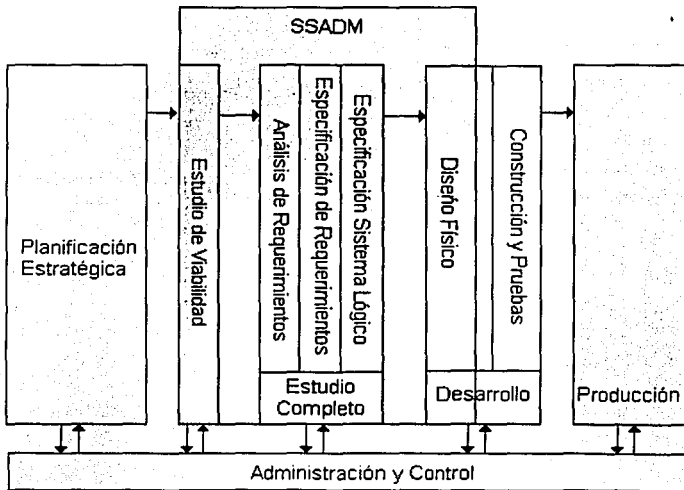 SSADM
Planificación
Estratégica
Estudio de Viabilidad
Análisis de Requerimientos
Especificación de Requerimientos
Especificación Sistema Lógico
Estudio
Completo
Diseño Físico
Construcción y Pruebas
Desarrollo
Producción
Administración y Control